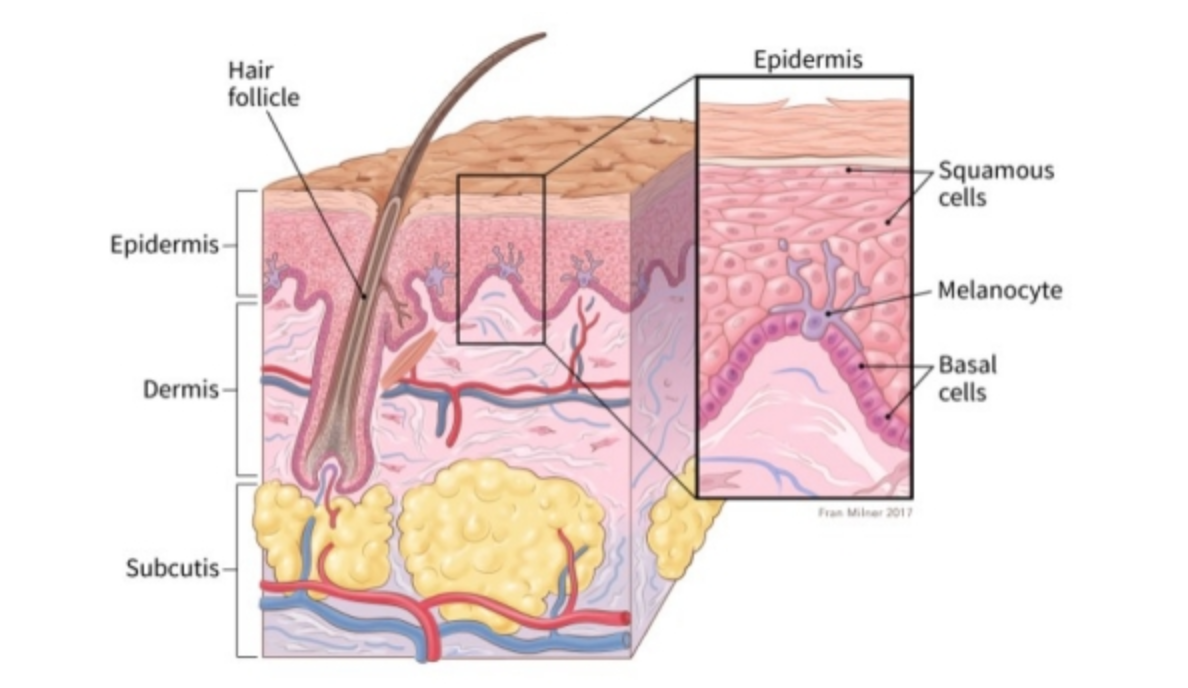 Hair
follicle
Epidermis
Epidermis
Squamous
cells
Melanocyte
Basal
cells
Dermis
Subcutis
Fran Milner 2017